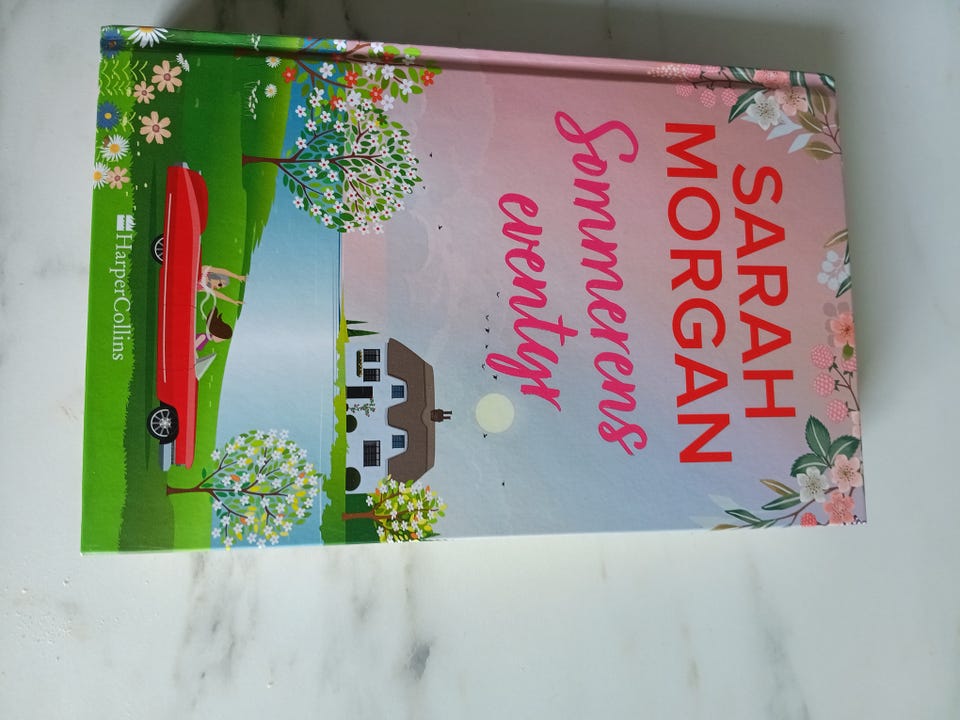 SARAH
MORGAN
Sommerens
eventyr
HarperCollins